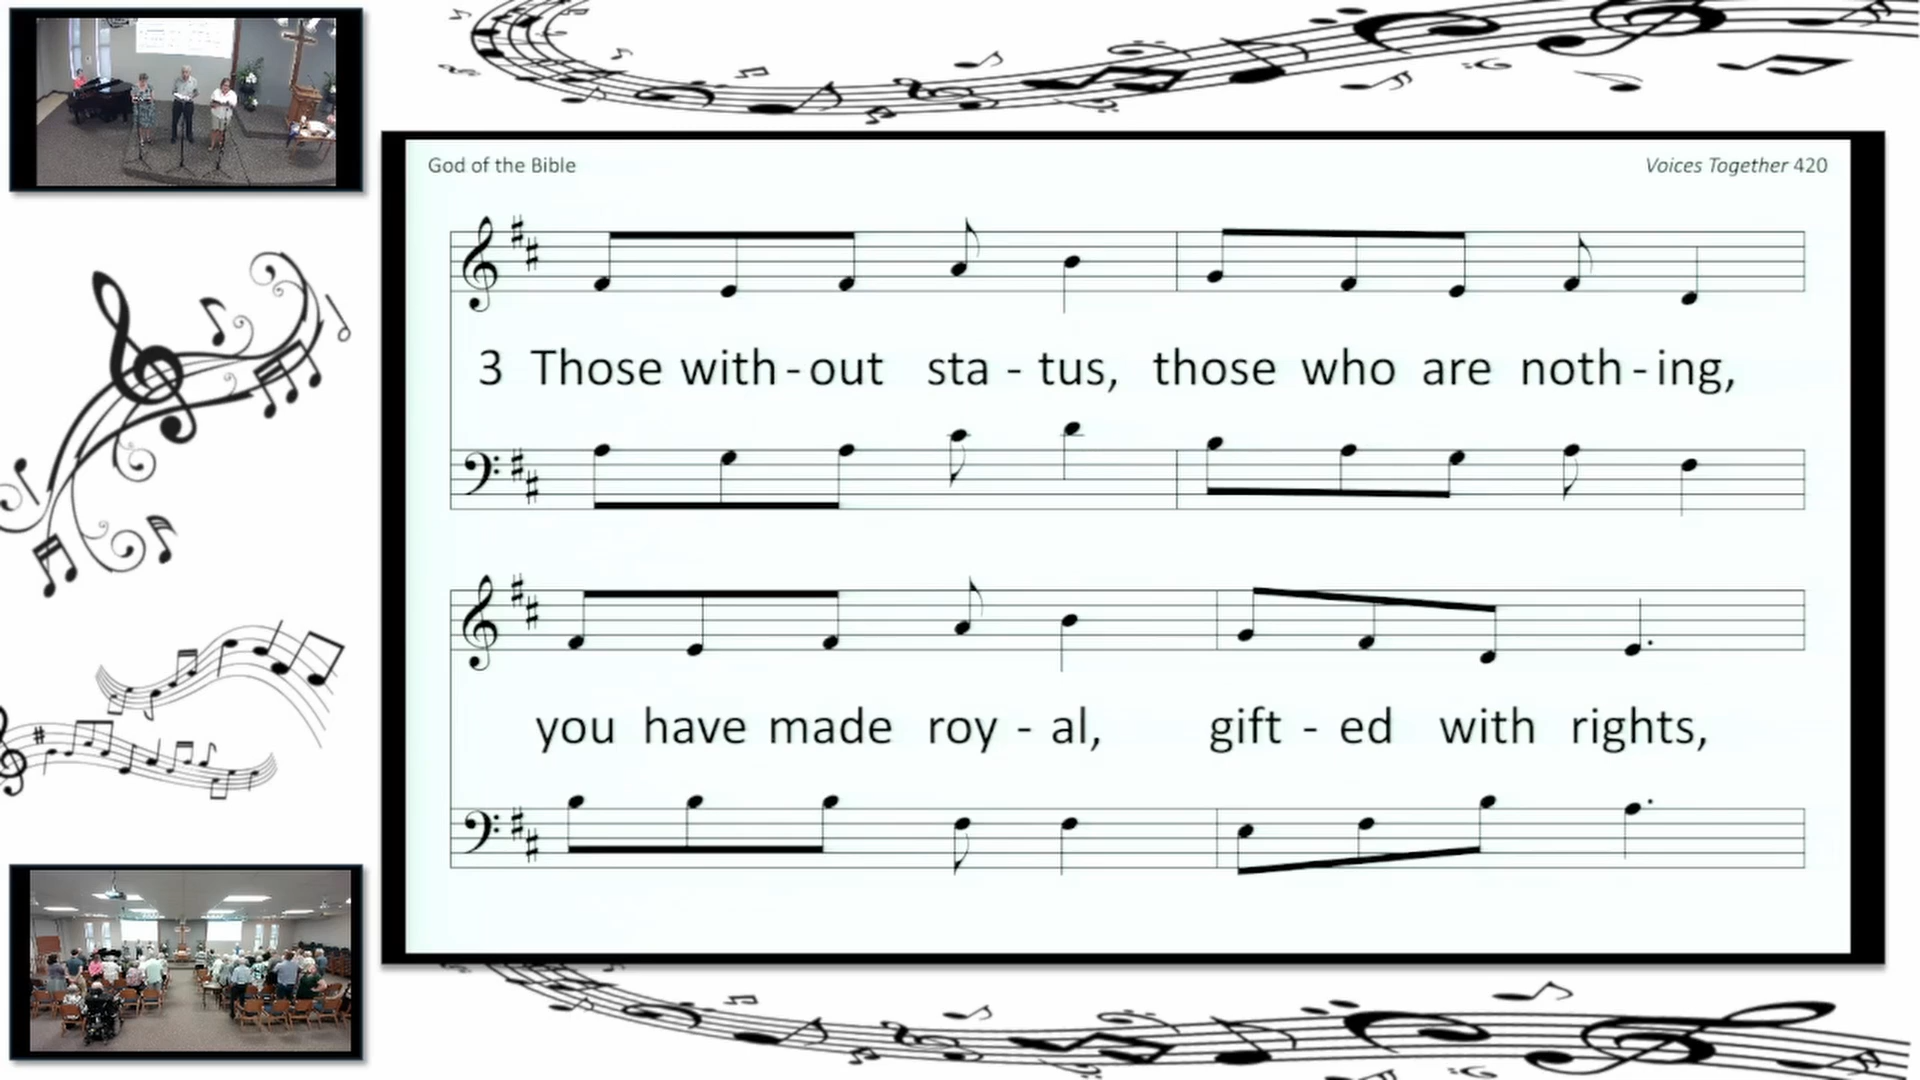 God of the Bible
Voices Together 420
3 Those with - out sta - tus, those who are noth - ing,
you have made roy - al, gift - ed with rights,